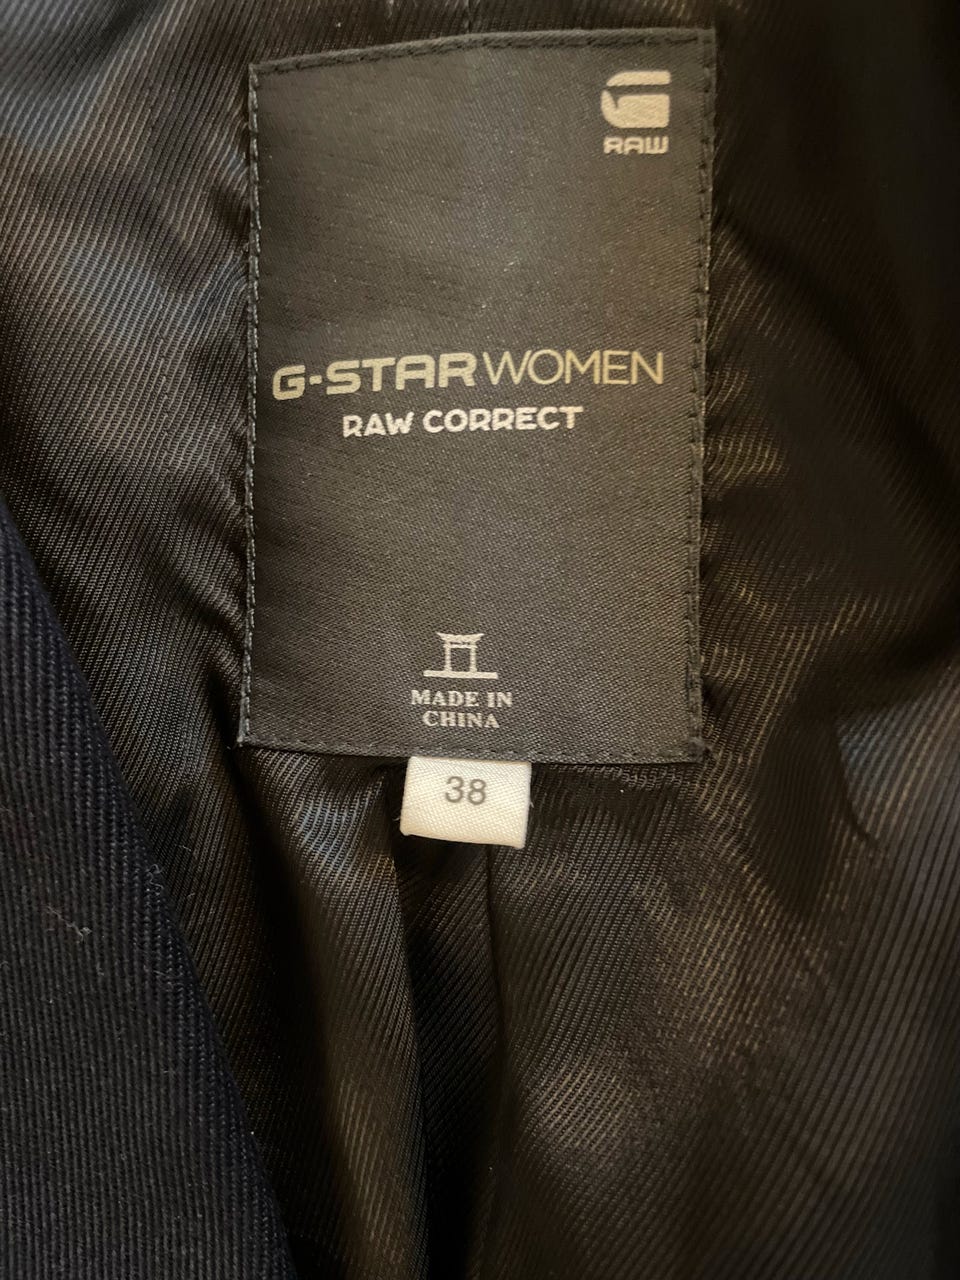 RAW
G-STAR WOMEN
RAW CORRECT
MADE IN
CHINA
38